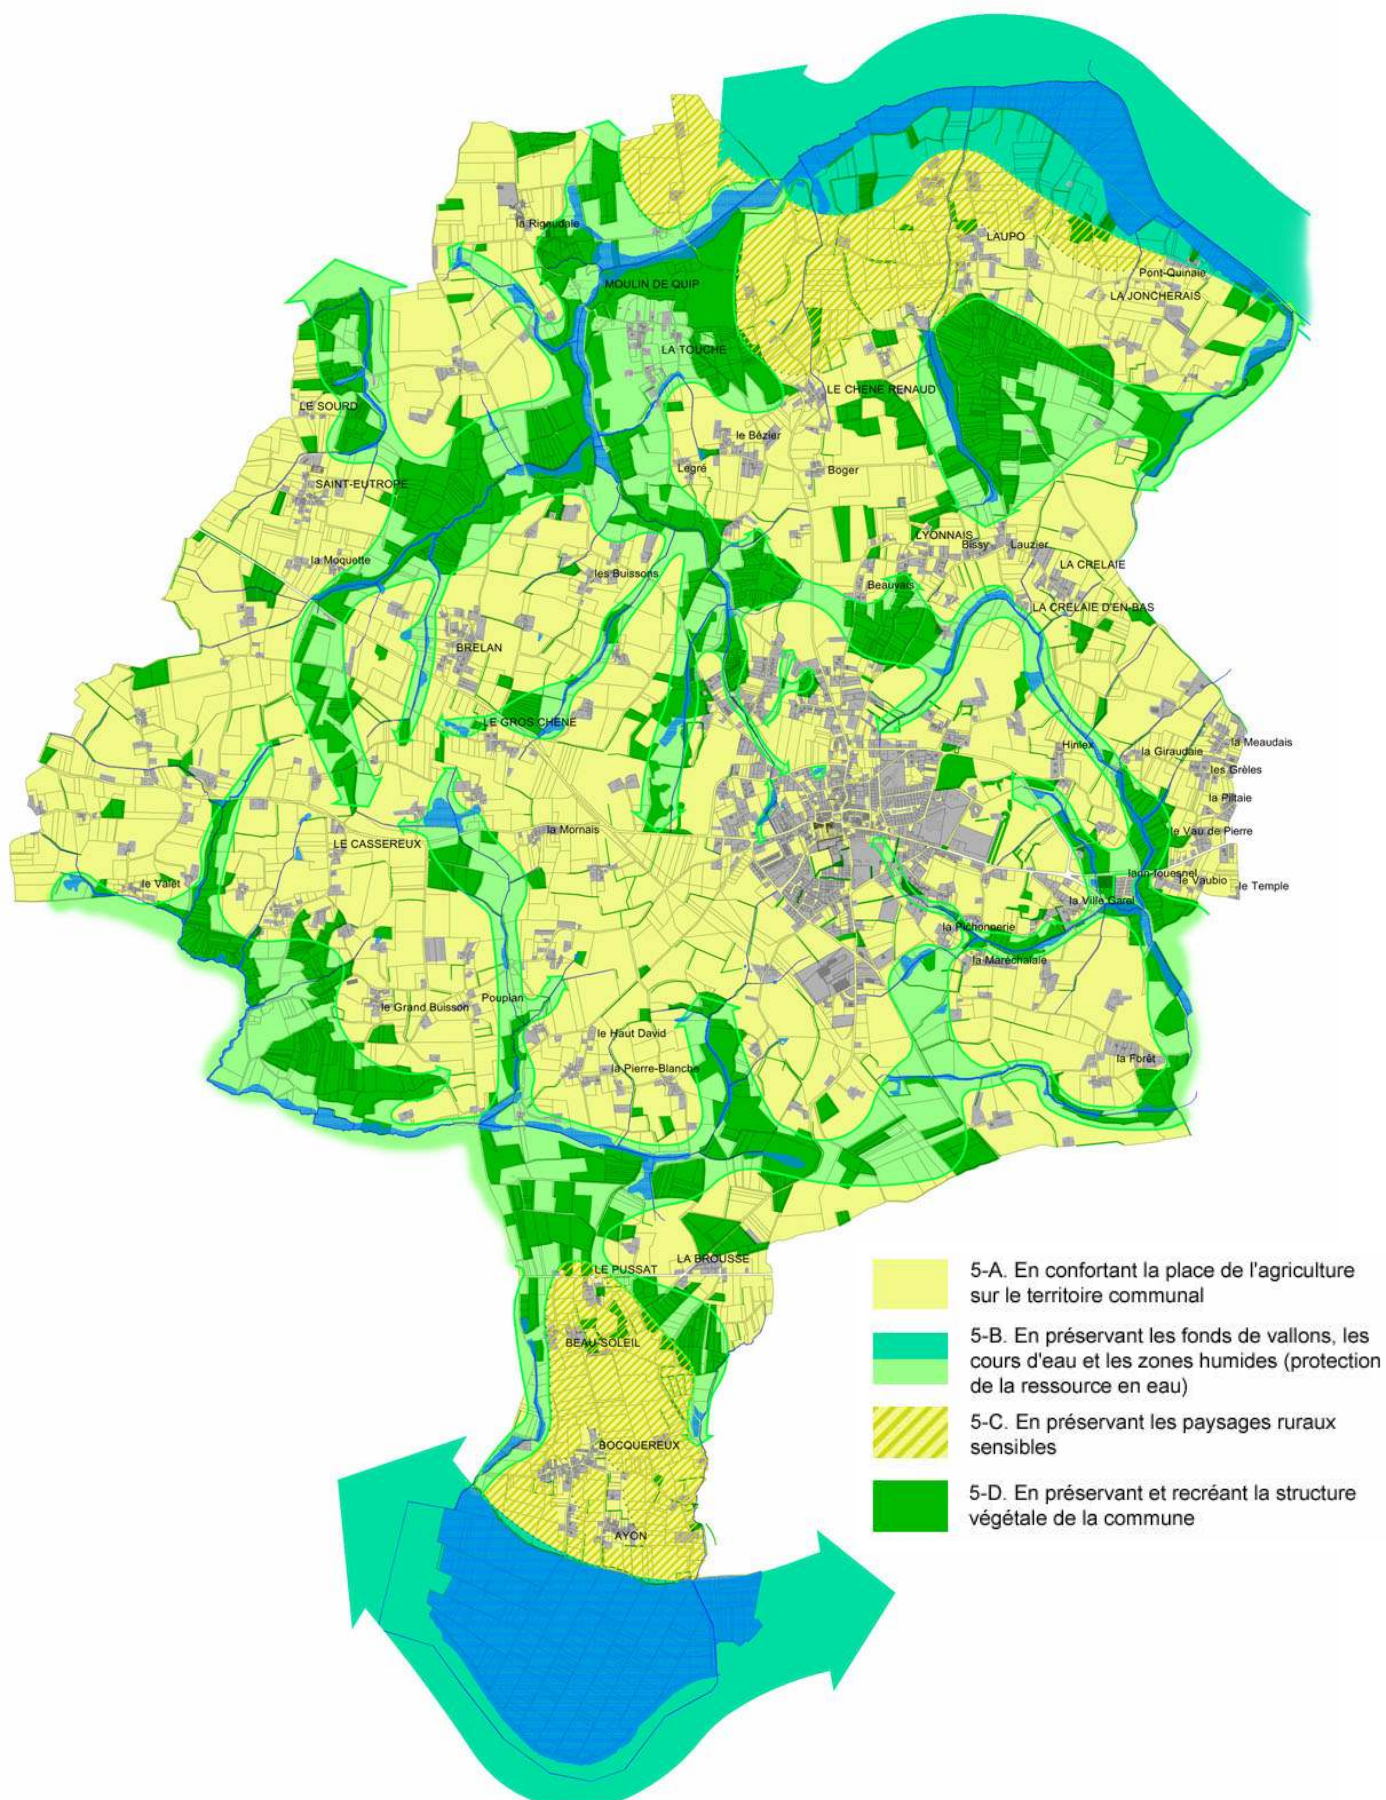 la Rigaudale
LAUPO
Pont-Quinaie
MOULIN DE QUIP
LA JONCHERAIS
LA TOUCHE
LE CHENE RENAUD
LE SOURD
le Bézier
Légré
Boger
SAINT-EUTROPE
LYONNAIS
Bissy
Lauzier
la Moquette
les Buissons
LA CRELAIE
Beauvais
LA CRELAIE D'EN-BAS
BRELAN
LE GROS CHENE
Hinlex
la Meaudais
la Giraudaie
les Grêles
la Piltaie
la Mornais
le Vau de Pierre
LE CASSEREUX
le Valet
le Vaubio
le Temple
la Ville Garel
la Pichonnerie
la Maréchalaie
le Grand Buisson
Poupian
le Haut David
la Forêt
la Pierre-Blanche
LA BROUSSE
LE PUSSAT
5-A. En confortant la place de l'agriculture
sur le territoire communal
5-B. En préservant les fonds de vallons, les
cours d'eau et les zones humides (protection
de la ressource en eau)
BEAU-SOLEIL
5-C. En préservant les paysages ruraux
sensibles
BOCQUEREUX
5-D. En préservant et recréant la structure
végétale de la commune
AYON